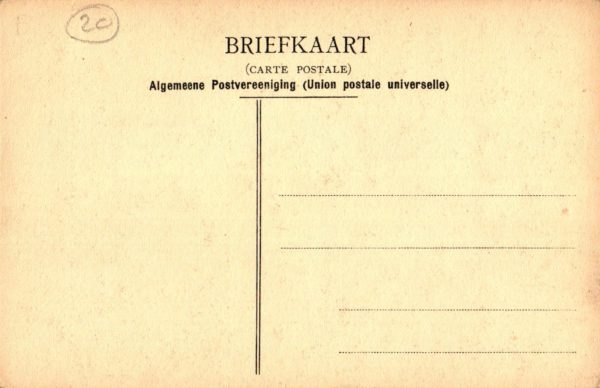 20
BRIEFKAART
(CARTE POSTALE)
Algemeene Postvereeniging (Union postale universelle)